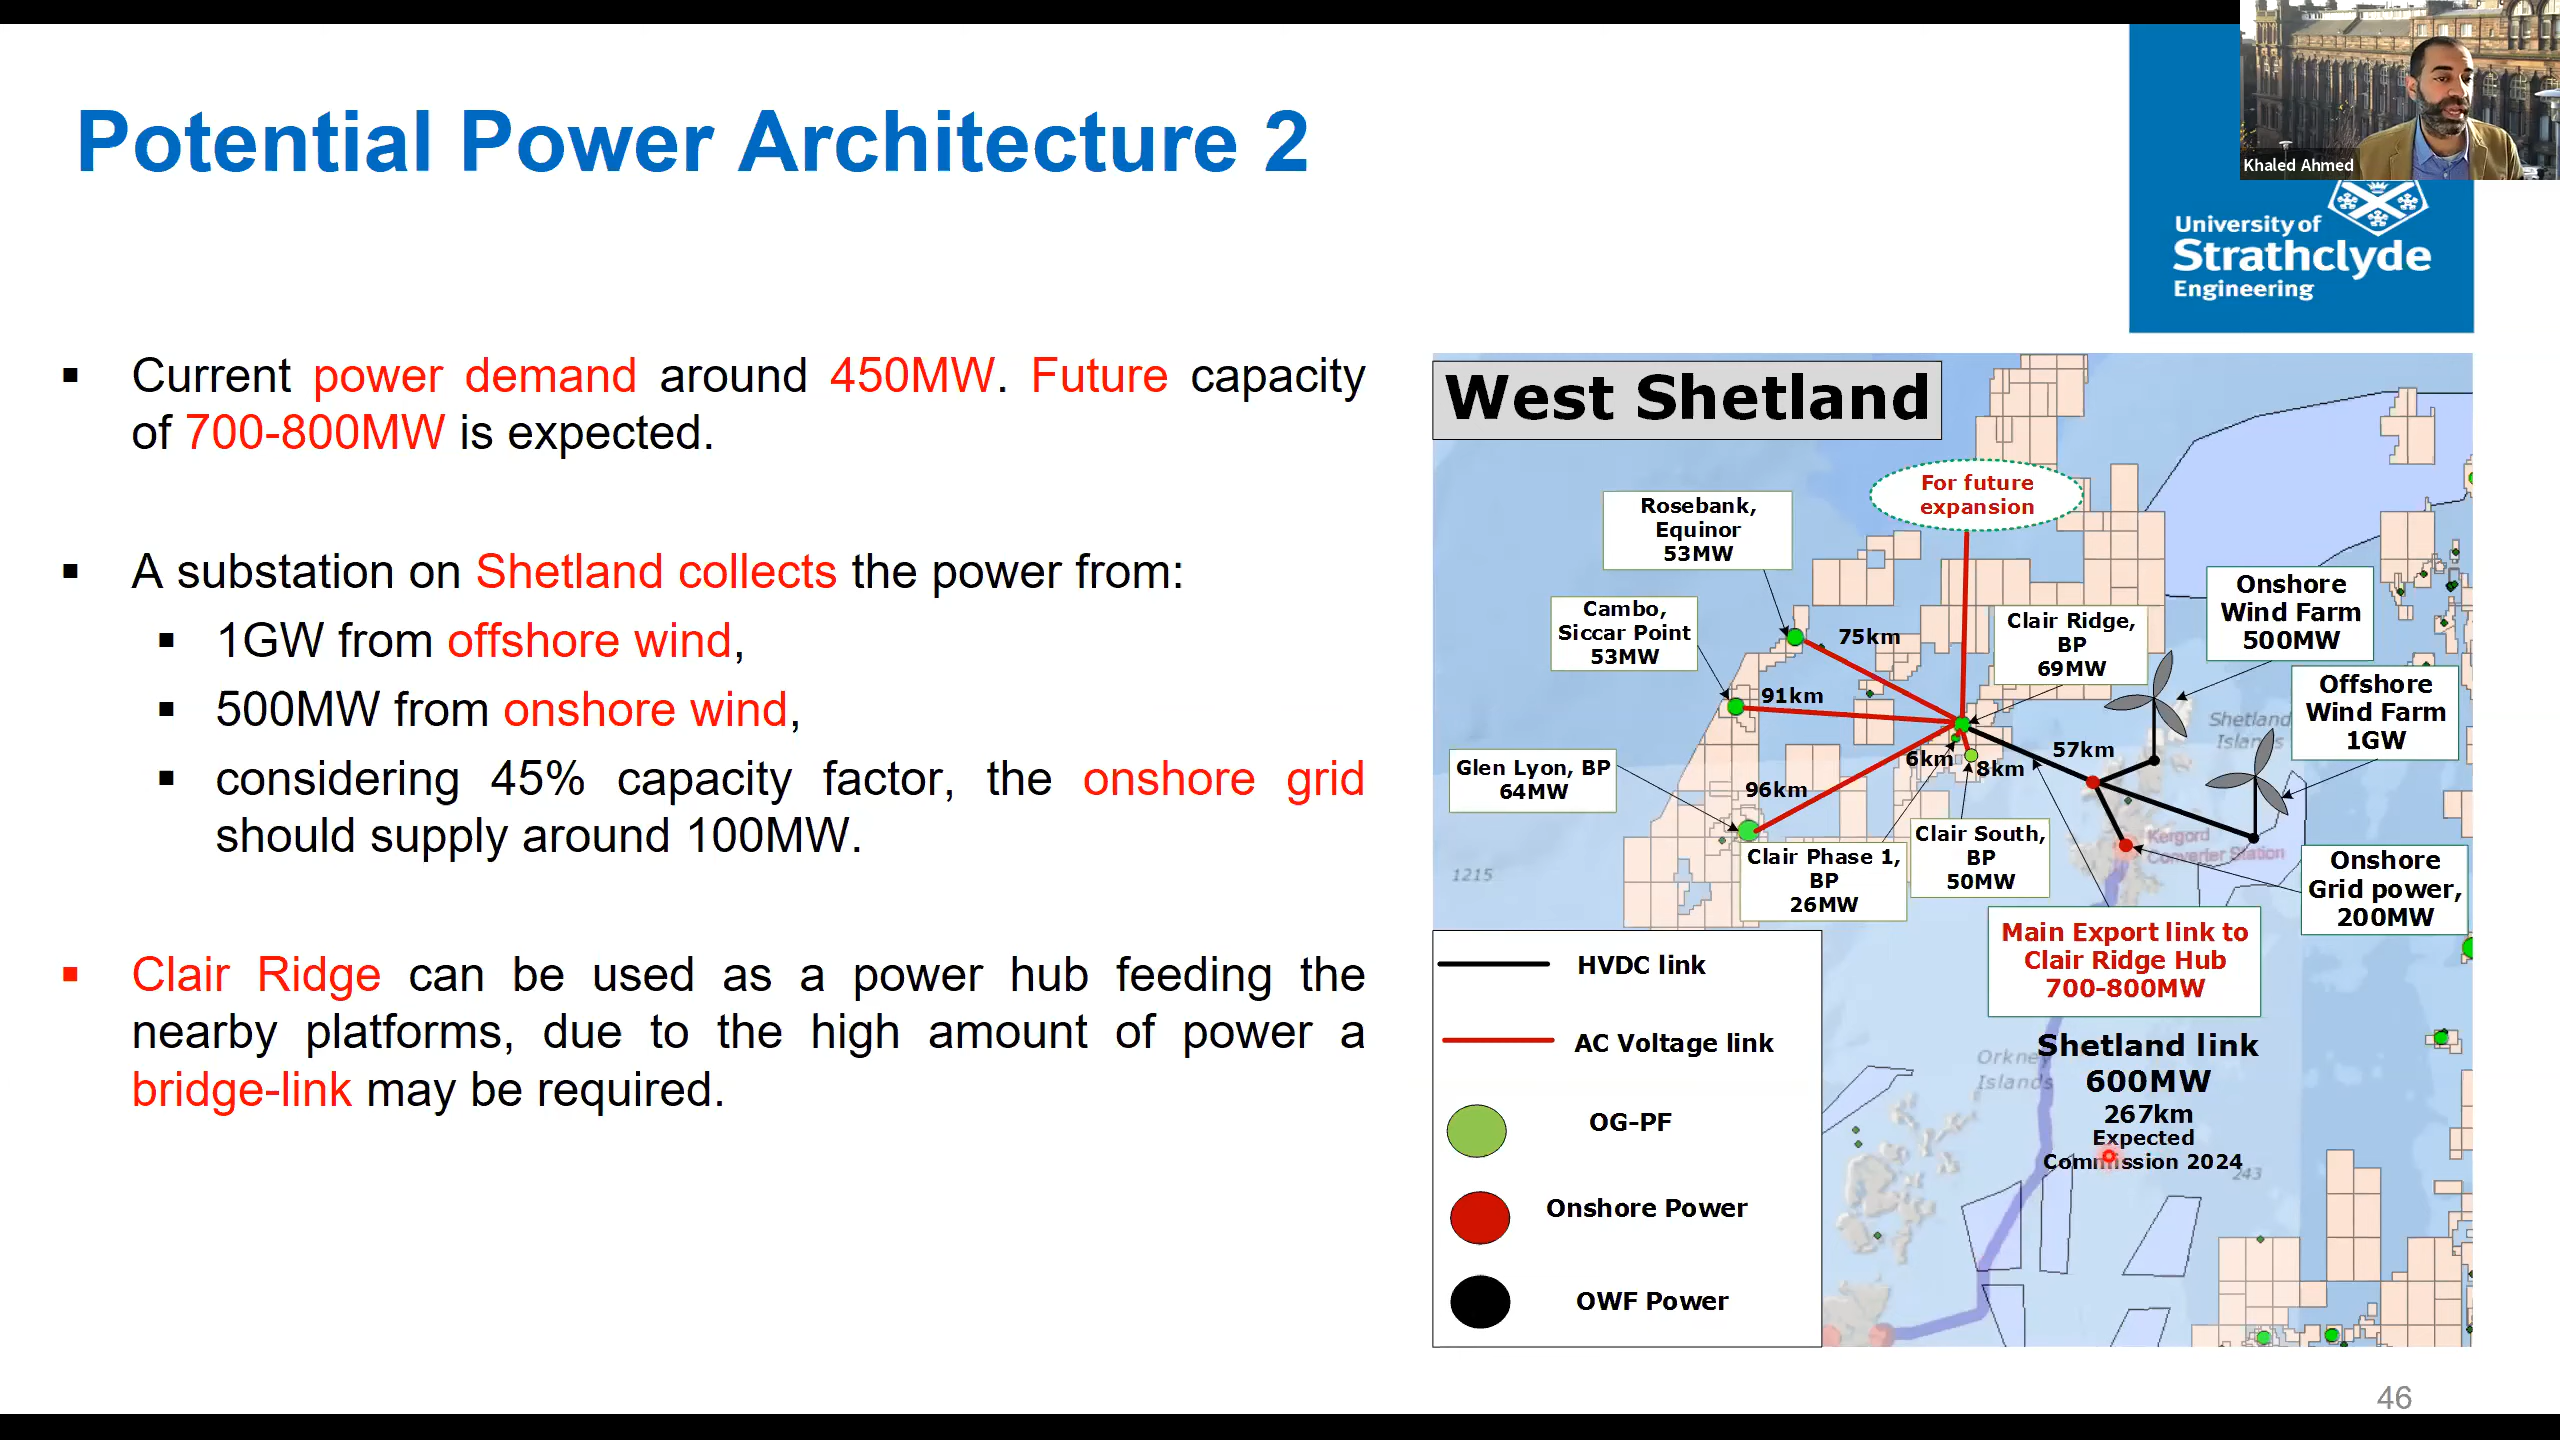 Potential Power Architecture 2
Khaled Ahmed
University of
Strathclyde
Engineering
▪ Current power demand around 450MW. Future capacity
of 700-800MW is expected.
▪ A substation on Shetland collects the power from:
▪ 1GW from offshore wind,
▪ 500MW from onshore wind,
▪ considering 45% capacity factor, the onshore grid
should supply around 100MW.
▪ Clair Ridge can be used as a power hub feeding the
nearby platforms, due to the high amount of power a
bridge-link may be required.
West Shetland
For future
expansion
Rosebank,
Equinor
53MW
Cambo,
Siccar Point
53MW
Glen Lyon, BP
64MW
75km
91km
96km
6km
8km
57km
Clair Ridge,
BP
69MW
Onshore
Wind Farm
500MW
Offshore
Wind Farm
1GW
Shetland
Islands
Clair Phase 1,
BP
26MW
Clair South,
BP
50MW
Kergord
Converter Station
Onshore
Grid power,
200MW
1215
Main Export link to
Clair Ridge Hub
700-800MW
Shetland link
600MW
267km
Expected
Commission 2024
243
Orkney
Islands
HVDC link
AC Voltage link
OG-PF
Onshore Power
OWF Power
46